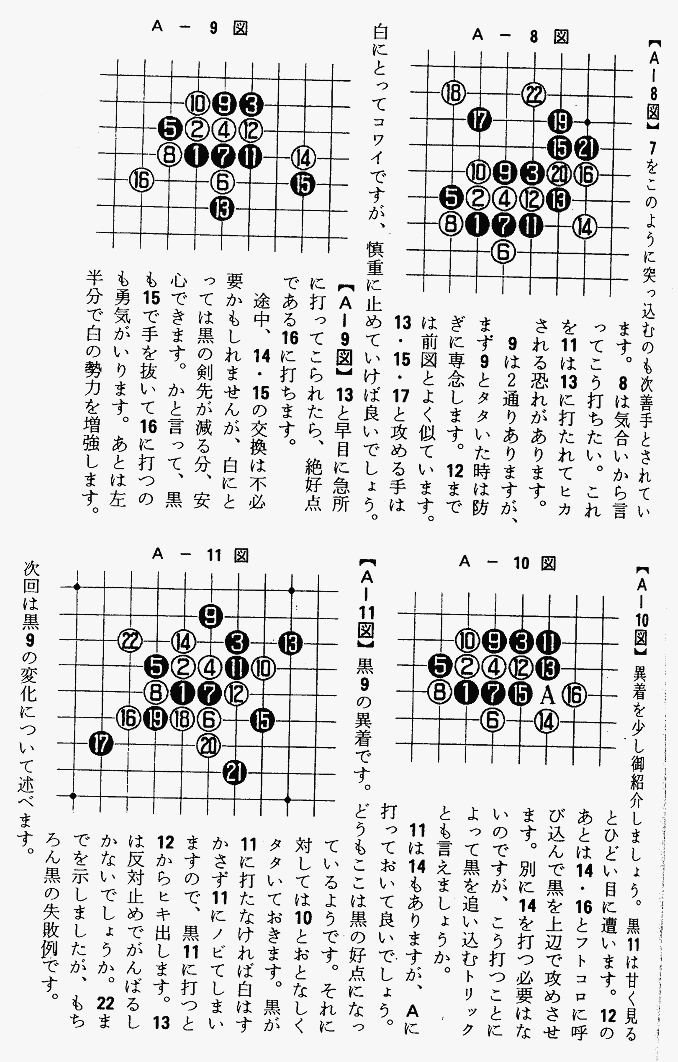 A－8図
【A－8図】7をこのように突っ込むのも次善手とされてい
ます。8は気合いから言
ってこう打ちたい。これ
を11は13に打たれてヒカ
される恐れがあります。
9は2通りありますが、
まず9とタタいた時は防
ぎに専念します。12まで
は前図とよく似ています。
13・15・17と攻める手は
白にとってコワイですが、慎重に止めていけば良いでしょう。
A－9図
【A－9図】13と早目に急所
に打ってこられたら、絶好点
である16に打ちます。
途中、14・15の交換は不必
要かもしれませんが、白にと
っては黒の剣先が減る分、安
心できます。かと言って、黒
も15で手を抜いて16に打つの
も勇気がいります。あとは左
半分で白の勢力を増強します。
A－10図
A
【A－10図】異着を少し御紹介しましょう。黒11は甘く見る
とひどい目に遭います。12の
あとは14・16とフトコロに呼
び込んで黒を上辺で攻めさせ
ます。別に14を打つ必要はな
いのですが、こう打つことに
よって黒を追い込むトリック
とも言えましょうか。
11は14もありますが、Aに
打っておいて良いでしょう。
A－11図
【A－11図】黒9の異着です。どうもここは黒の好点になっ
ているようです。それに
対しては10とおとなしく
タタいておきます。黒が
11に打たなければ白はす
かさず11にノビてしまい
ますので、黒11に打つと
12からヒキ出します。13
は反対止めでがんばるし
かないでしょうか。22ま
でを示しましたが、もち
ろん黒の失敗例です。
次回は黒9の変化について述べます。